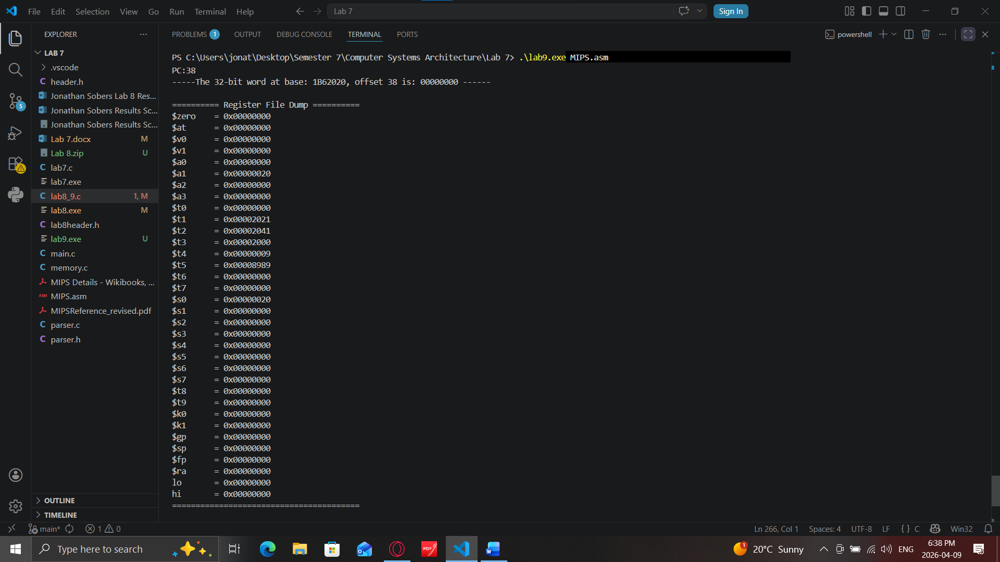 File Edit Selection View Go Run Terminal Help
Lab 7
Sign In
EXPLORER
LAB 7
.vscode
header.h
Jonathan Sobers Lab 8 Res...
Jonathan Sobers Results Sc...
Jonathan Sobers Results Sc...
Lab 7.docx M
Lab 8.zip U
lab7.c
lab7.exe
lab8_9.c 1, M
lab8.exe M
lab8header.h
lab9.exe U
main.c
memory.c
MIPS Details - Wikibooks, ...
ASM MIPS.asm
MIPSReference_revised.pdf
parser.c
parser.h
OUTLINE
TIMELINE
5
PROBLEMS 1 OUTPUT DEBUG CONSOLE TERMINAL PORTS
powershell
PS C:\Users\jonat\Desktop\Semester 7\Computer Systems Architecture\Lab 7> .\lab9.exe MIPS.asm
PC:38
-----The 32-bit word at base: 1B62020, offset 38 is: 00000000 ------
========== Register File Dump ==========
$zero = 0x00000000
$at = 0x00000000
$v0 = 0x00000000
$v1 = 0x00000000
$a0 = 0x00000000
$a1 = 0x00000020
$a2 = 0x00000000
$a3 = 0x00000000
$t0 = 0x00000000
$t1 = 0x00002021
$t2 = 0x00002041
$t3 = 0x00002000
$t4 = 0x00000009
$t5 = 0x00008989
$t6 = 0x00000000
$t7 = 0x00000000
$s0 = 0x00000020
$s1 = 0x00000000
$s2 = 0x00000000
$s3 = 0x00000000
$s4 = 0x00000000
$s5 = 0x00000000
$s6 = 0x00000000
$s7 = 0x00000000
$t8 = 0x00000000
$t9 = 0x00000000
$k0 = 0x00000000
$k1 = 0x00000000
$gp = 0x00000000
$sp = 0x00000000
$fp = 0x00000000
$ra = 0x00000000
lo = 0x00000000
hi = 0x00000000
========================================
main* 1 0 Ln 266, Col 1 Spaces: 4 UTF-8 LF {} C Win32
Type here to search
PDF
1
20°C Sunny
ENG
6:38 PM
2026-04-09